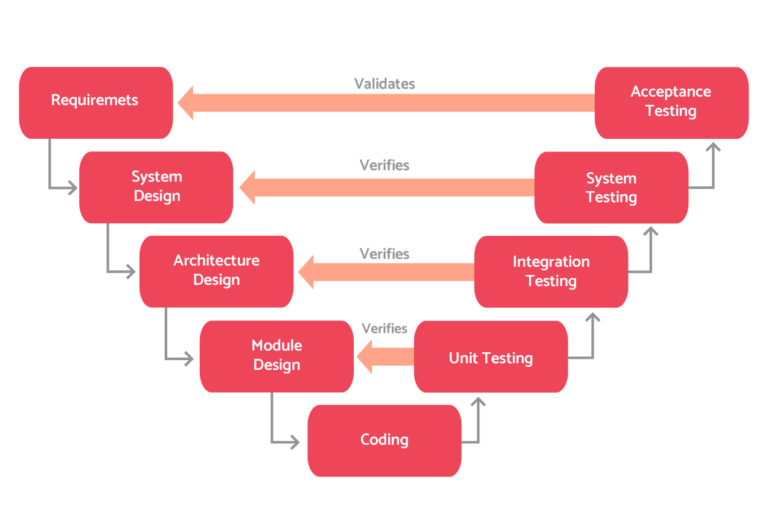 Validates
Requiremets
Acceptance
Testing
Verifies
System
Design
System
Testing
Verifies
Architecture
Design
Integration
Testing
Verifies
Module
Design
Unit Testing
Coding